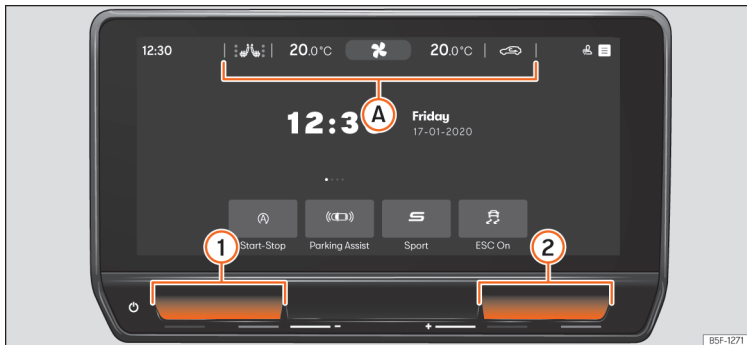 12:30 20.0°C 20.0°C
A
12:3
Friday
17-01-2020
Start-Stop Parking Assist Sport ESC On
1 2
- +
B5F-1271